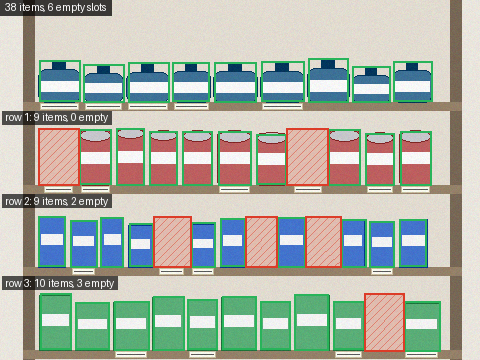 38 items, 6 empty slots
row 1: 9 items, 0 empty
row 2: 9 items, 2 empty
row 3: 10 items, 3 empty